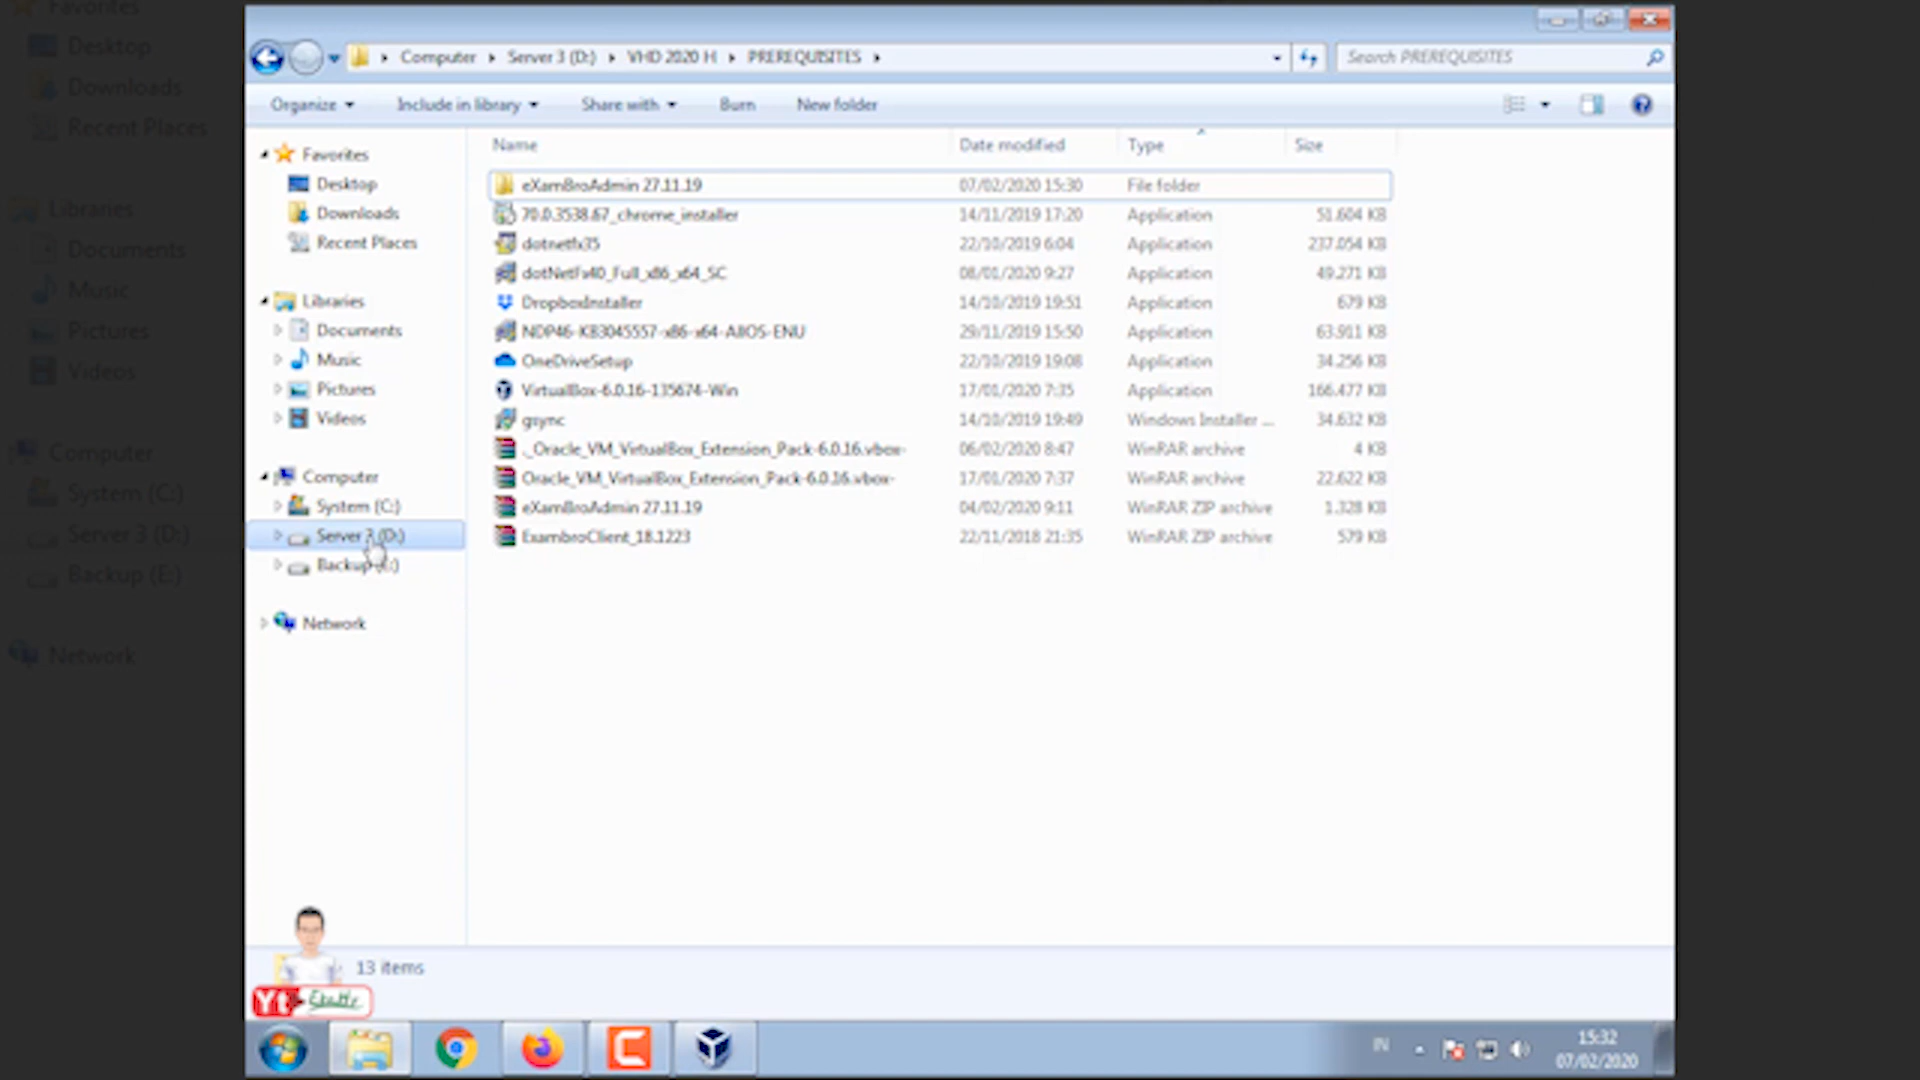 Computer Server 3 (D:) VHD 2020 H PREREQUISITES
Search PREREQUISITES
Organize Include in library Share with Burn New folder
Favorites
Desktop
Downloads
Recent Places
Libraries
Documents
Music
Pictures
Videos
Computer
System (C:)
Server 3 (D:)
Backup (E:)
Network
Name Date modified Type Size
eXamBroAdmin 27.11.19 07/02/2020 15:30 File folder
70.0.3538.67_chrome_installer 14/11/2019 17:20 Application 51.604 KB
dotnetfx35 22/10/2019 6:04 Application 237.054 KB
dotNetFx40_Full_x86_x64_SC 08/01/2020 9:27 Application 49.271 KB
DropboxInstaller 14/10/2019 19:51 Application 679 KB
NDP46-KB3045557-x86-x64-AllOS-ENU 29/11/2019 15:50 Application 63.911 KB
OneDriveSetup 22/10/2019 19:08 Application 34.256 KB
VirtualBox-6.0.16-135674-Win 17/01/2020 7:35 Application 166.477 KB
gsync 14/10/2019 19:49 Windows Installer ... 34.632 KB
._Oracle_VM_VirtualBox_Extension_Pack-6.0.16.vbox- 06/02/2020 8:47 WinRAR archive 4 KB
Oracle_VM_VirtualBox_Extension_Pack-6.0.16.vbox- 17/01/2020 7:37 WinRAR archive 22.622 KB
eXamBroAdmin 27.11.19 04/02/2020 9:11 WinRAR ZIP archive 1.328 KB
ExambroClient_18.1223 22/11/2018 21:35 WinRAR ZIP archive 579 KB
13 items
Yt
IN
15:32
07/02/2020
Favorites
Desktop
Downloads
Recent Places
Libraries
Documents
Music
Pictures
Videos
Computer
System (C:)
Server 3 (D:)
Backup (E:)
Network